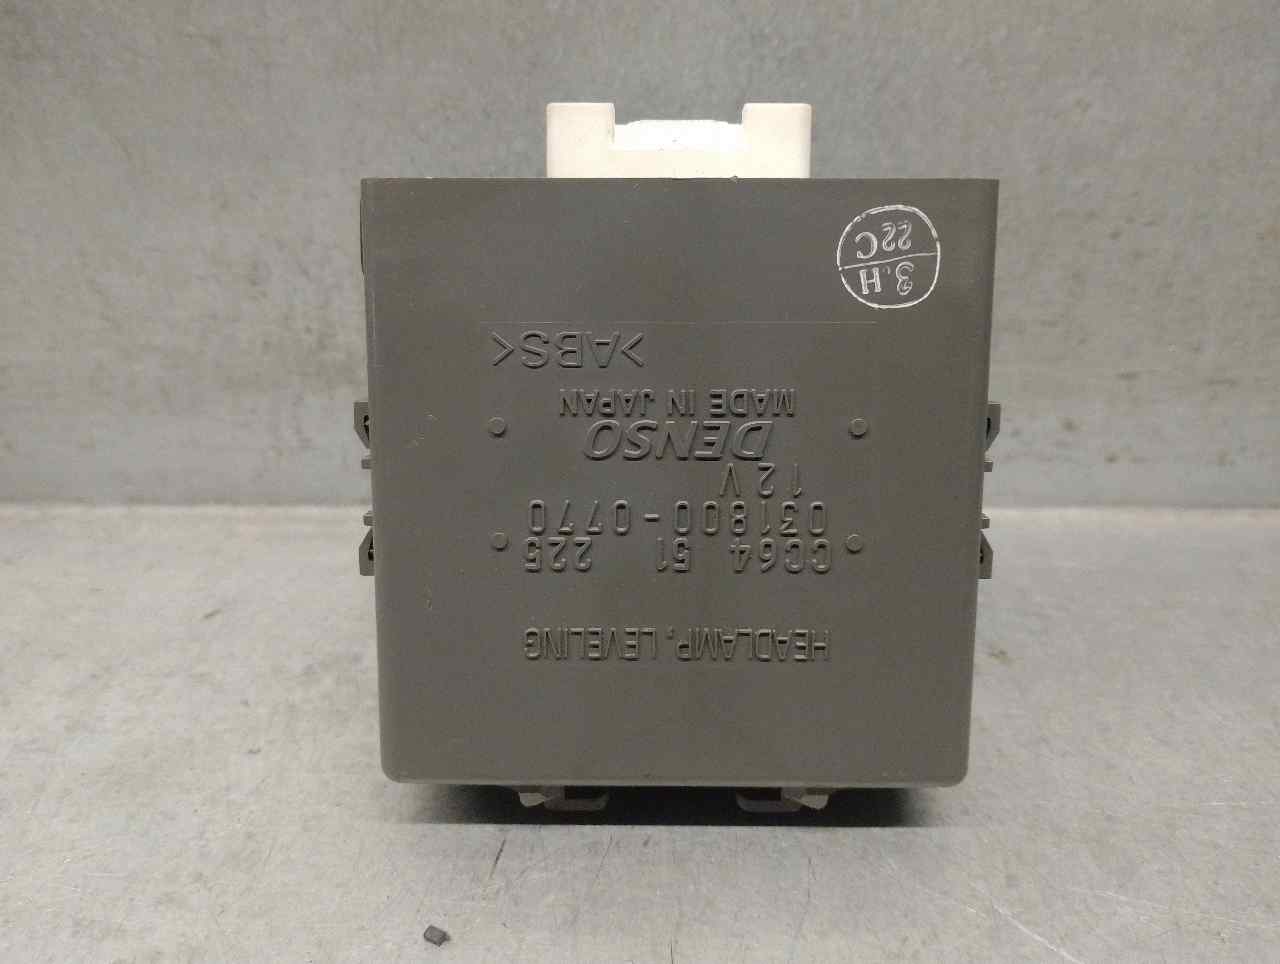 HEADLAMP, LEVELING
CC64 51 225
031800-0770
12V
DENSO
MADE IN JAPAN
>ABS<
3.H
22C